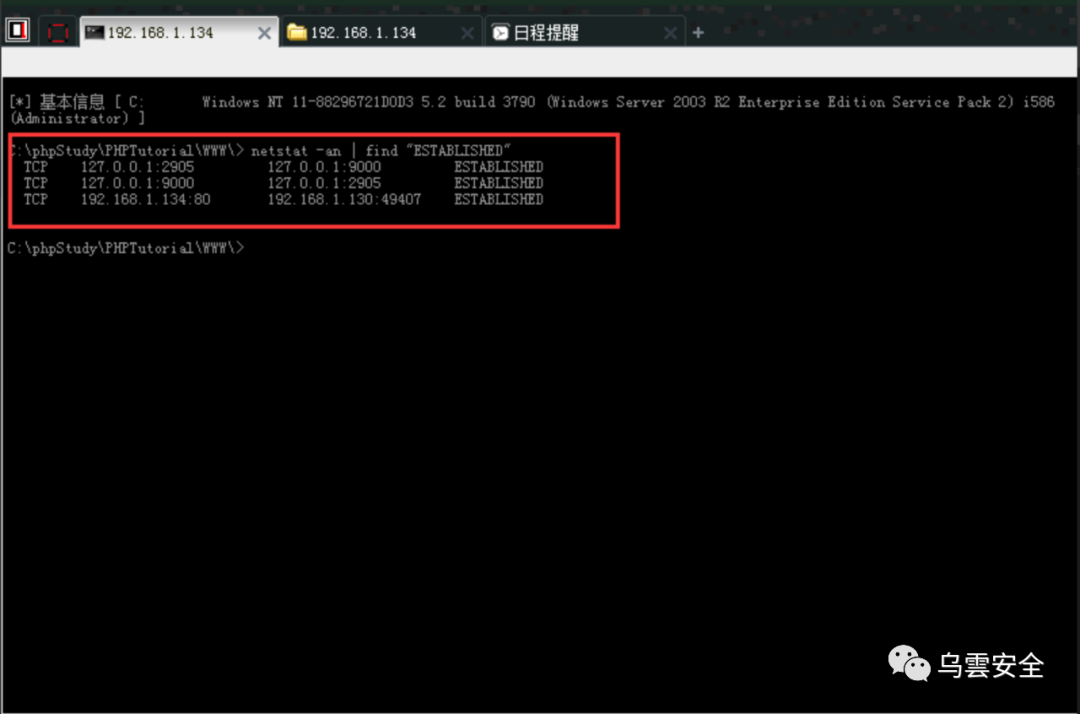 192.168.1.134 192.168.1.134 日程提醒
[*] 基本信息 [ C: Windows NT 11-88296721D0D3 5.2 build 3790 (Windows Server 2003 R2 Enterprise Edition Service Pack 2) i586
(Administrator) ]
C:\phpStudy\PHPTutorial\WWW\> netstat -an | find "ESTABLISHED"
TCP 127.0.0.1:2905 127.0.0.1:9000 ESTABLISHED
TCP 127.0.0.1:9000 127.0.0.1:2905 ESTABLISHED
TCP 192.168.1.134:80 192.168.1.130:49407 ESTABLISHED
C:\phpStudy\PHPTutorial\WWW\>
乌雲安全